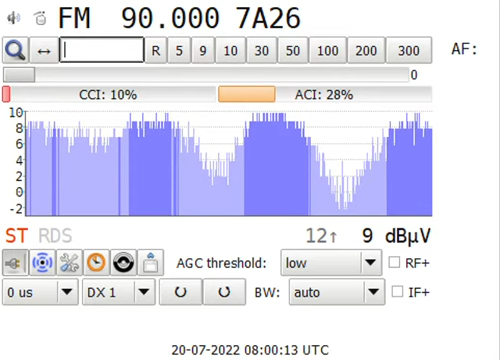 FM 90.000 7A26
R 5 9 10 30 50 100 200 300 AF:
0
CCI: 10% ACI: 28%
10
8
6
4
2
0
-2
ST RDS 12↑ 9 dBµV
AGC threshold: low RF+
0 us DX 1 BW: auto IF+
20-07-2022 08:00:13 UTC